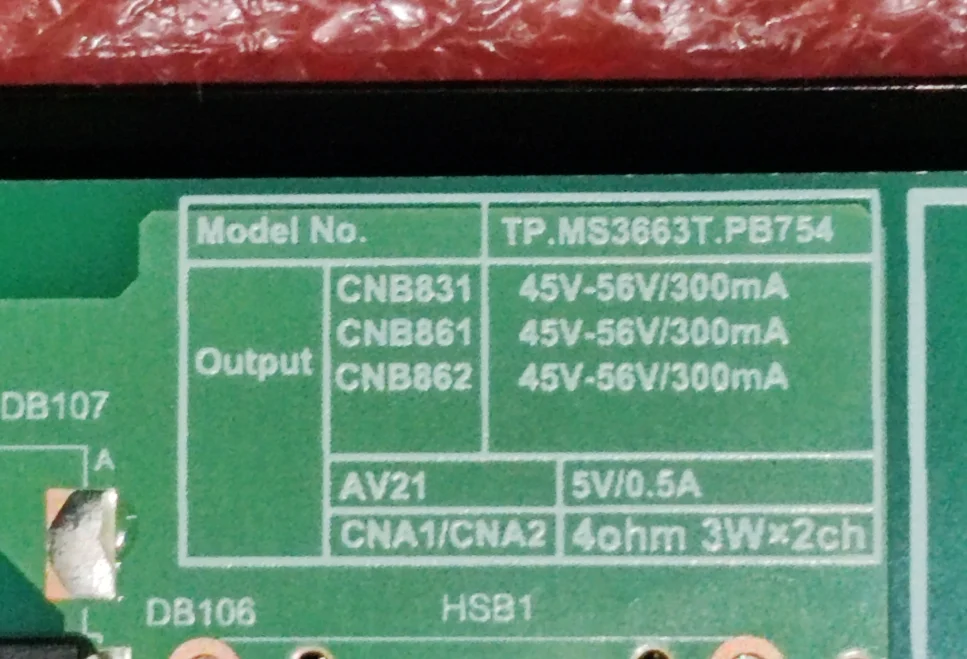 Model No. TP.MS3663T.PB754
CNB831 45V-56V/300mA
CNB861 45V-56V/300mA
Output
CNB862 45V-56V/300mA
DB107
A
AV21 5V/0.5A
CNA1/CNA2 4ohm 3W×2ch
DB106 HSB1